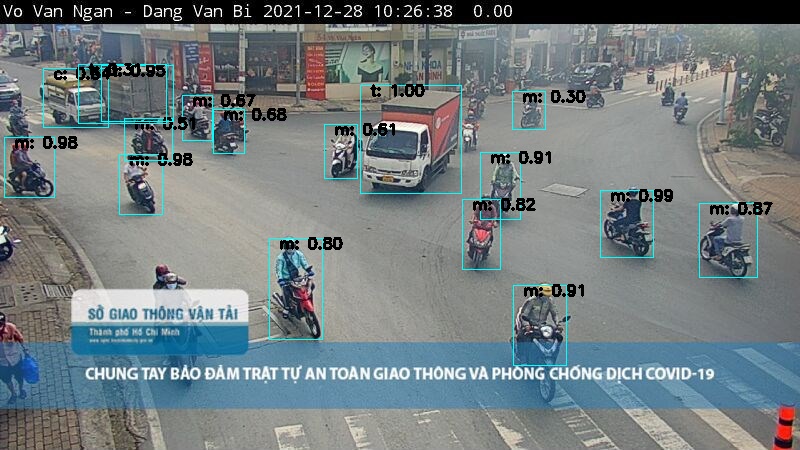 Vo Van Ngan - Dang Van Bi 2021-12-28 10:26:38 0.00
t: 1.00
m: 0.67
m: 0.68
m: 0.51
m: 0.61
m: 0.30
m: 0.98
m: 0.98
m: 0.91
m: 0.82
m: 0.99
m: 0.87
m: 0.80
m: 0.91
SỞ GIAO THÔNG VẬN TẢI
Thành phố Hồ Chí Minh
CHUNG TAY BẢO ĐẢM TRẬT TỰ AN TOÀN GIAO THÔNG VÀ PHÒNG CHỐNG DỊCH COVID-19